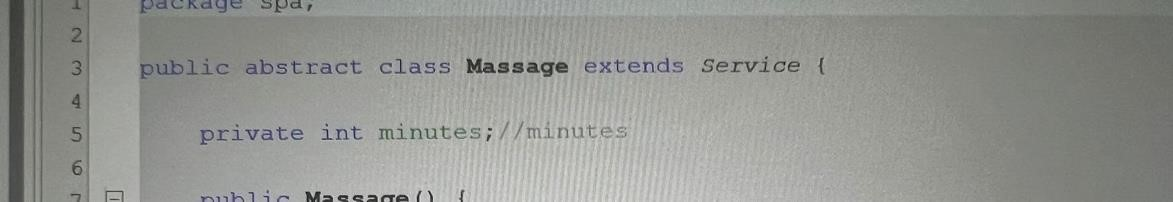 1 package spa;
2
3 public abstract class Massage extends Service {
4
5 private int minutes;//minutes
6
7 public Massage() {